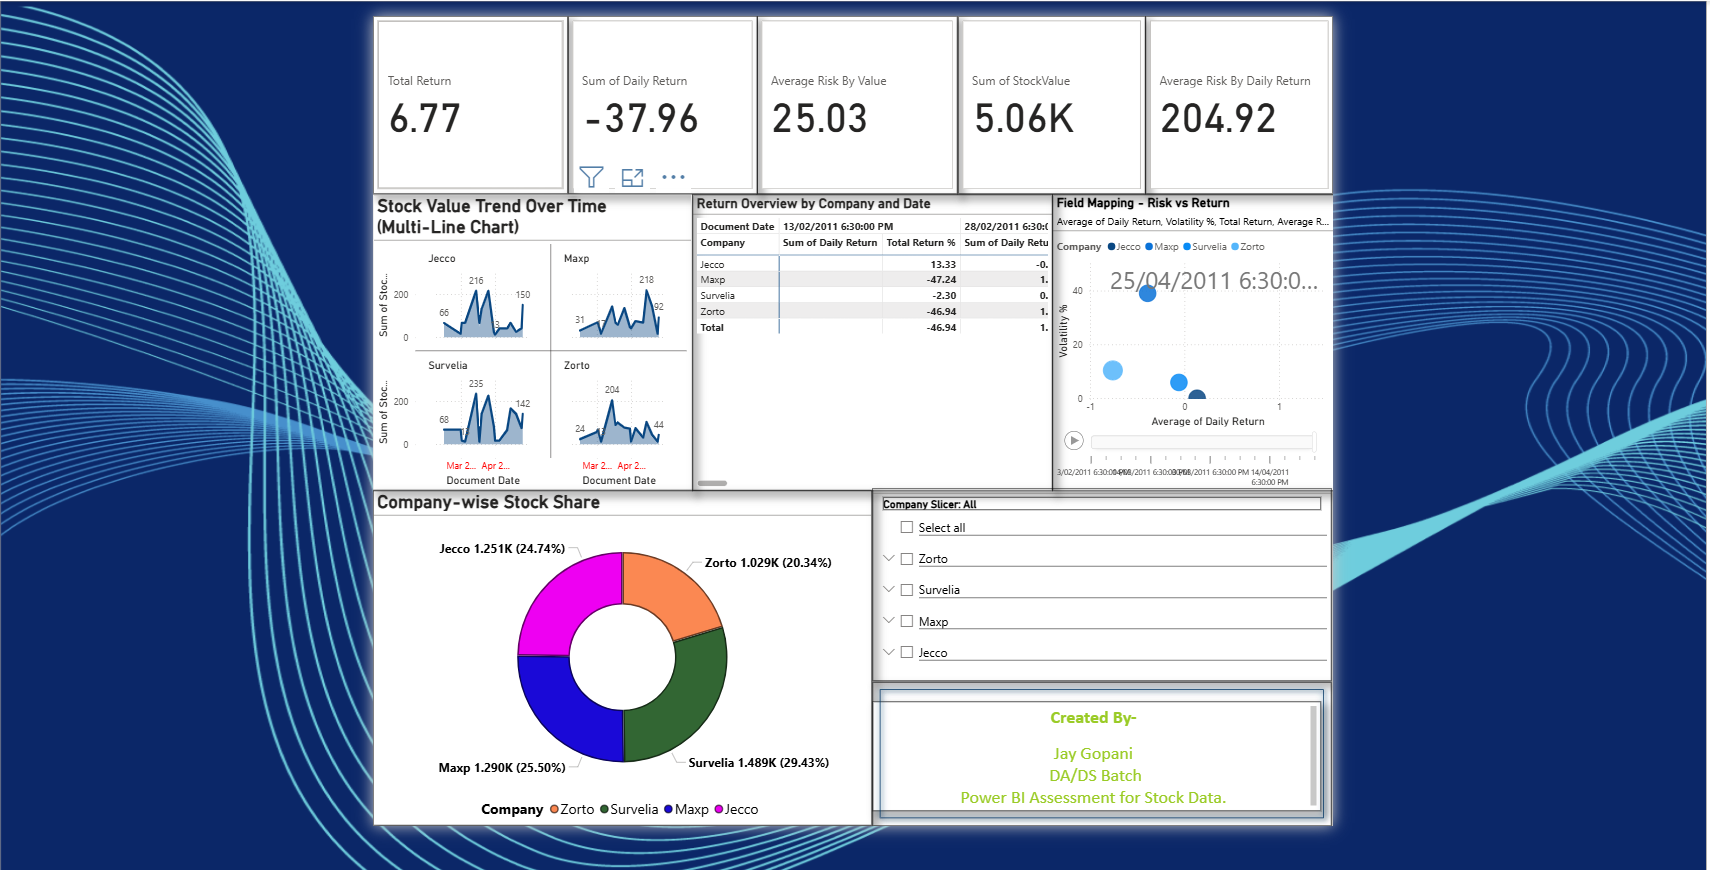 Total Return
6.77
Sum of Daily Return
-37.96
Average Risk By Value
25.03
Sum of StockValue
5.06K
Average Risk By Daily Return
204.92
Stock Value Trend Over Time
(Multi-Line Chart)
Jecco
Maxp
Sum of Stoc...
200
0
66
216
3
150
31
218
92
Survelia
Zorto
Sum of Stoc...
200
0
68
235
142
24
204
44
Mar 2... Apr 2...
Mar 2... Apr 2...
Document Date
Document Date
Return Overview by Company and Date
Document Date 13/02/2011 6:30:00 PM 28/02/2011 6:30:0
Company Sum of Daily Return Total Return % Sum of Daily Retu
Jecco 13.33 -0.
Maxp -47.24 1.
Survelia -2.30 0.
Zorto -46.94 1.
Total -46.94 1.
Field Mapping - Risk vs Return
Average of Daily Return, Volatility %, Total Return, Average R...
Company Jecco Maxp Survelia Zorto
25/04/2011 6:30:0...
Volatility %
40
20
0
-1 0 1
Average of Daily Return
3/02/2011 6:30:00 PM
6:30:00 PM 14/04/2011
6:30:00 PM
Company-wise Stock Share
Jecco 1.251K (24.74%)
Zorto 1.029K (20.34%)
Maxp 1.290K (25.50%)
Survelia 1.489K (29.43%)
Company Zorto Survelia Maxp Jecco
Company Slicer: All
Select all
Zorto
Survelia
Maxp
Jecco
Created By-
Jay Gopani
DA/DS Batch
Power BI Assessment for Stock Data.